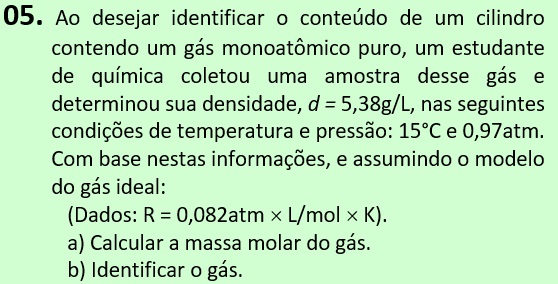 05. Ao desejar identificar o conteúdo de um cilindro
contendo um gás monoatômico puro, um estudante
de química coletou uma amostra desse gás e
determinou sua densidade, d = 5,38g/L, nas seguintes
condições de temperatura e pressão: 15°C e 0,97atm.
Com base nestas informações, e assumindo o modelo
do gás ideal:
(Dados: R = 0,082atm × L/mol × K).
a) Calcular a massa molar do gás.
b) Identificar o gás.